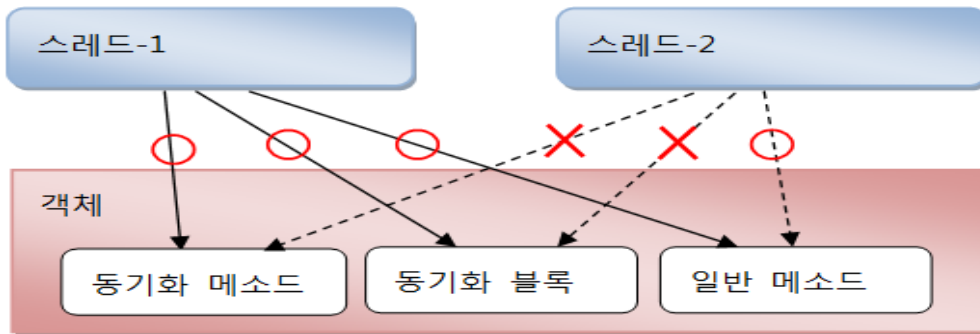 스레드-1
스레드-2
객체
동기화 메소드
동기화 블록
일반 메소드